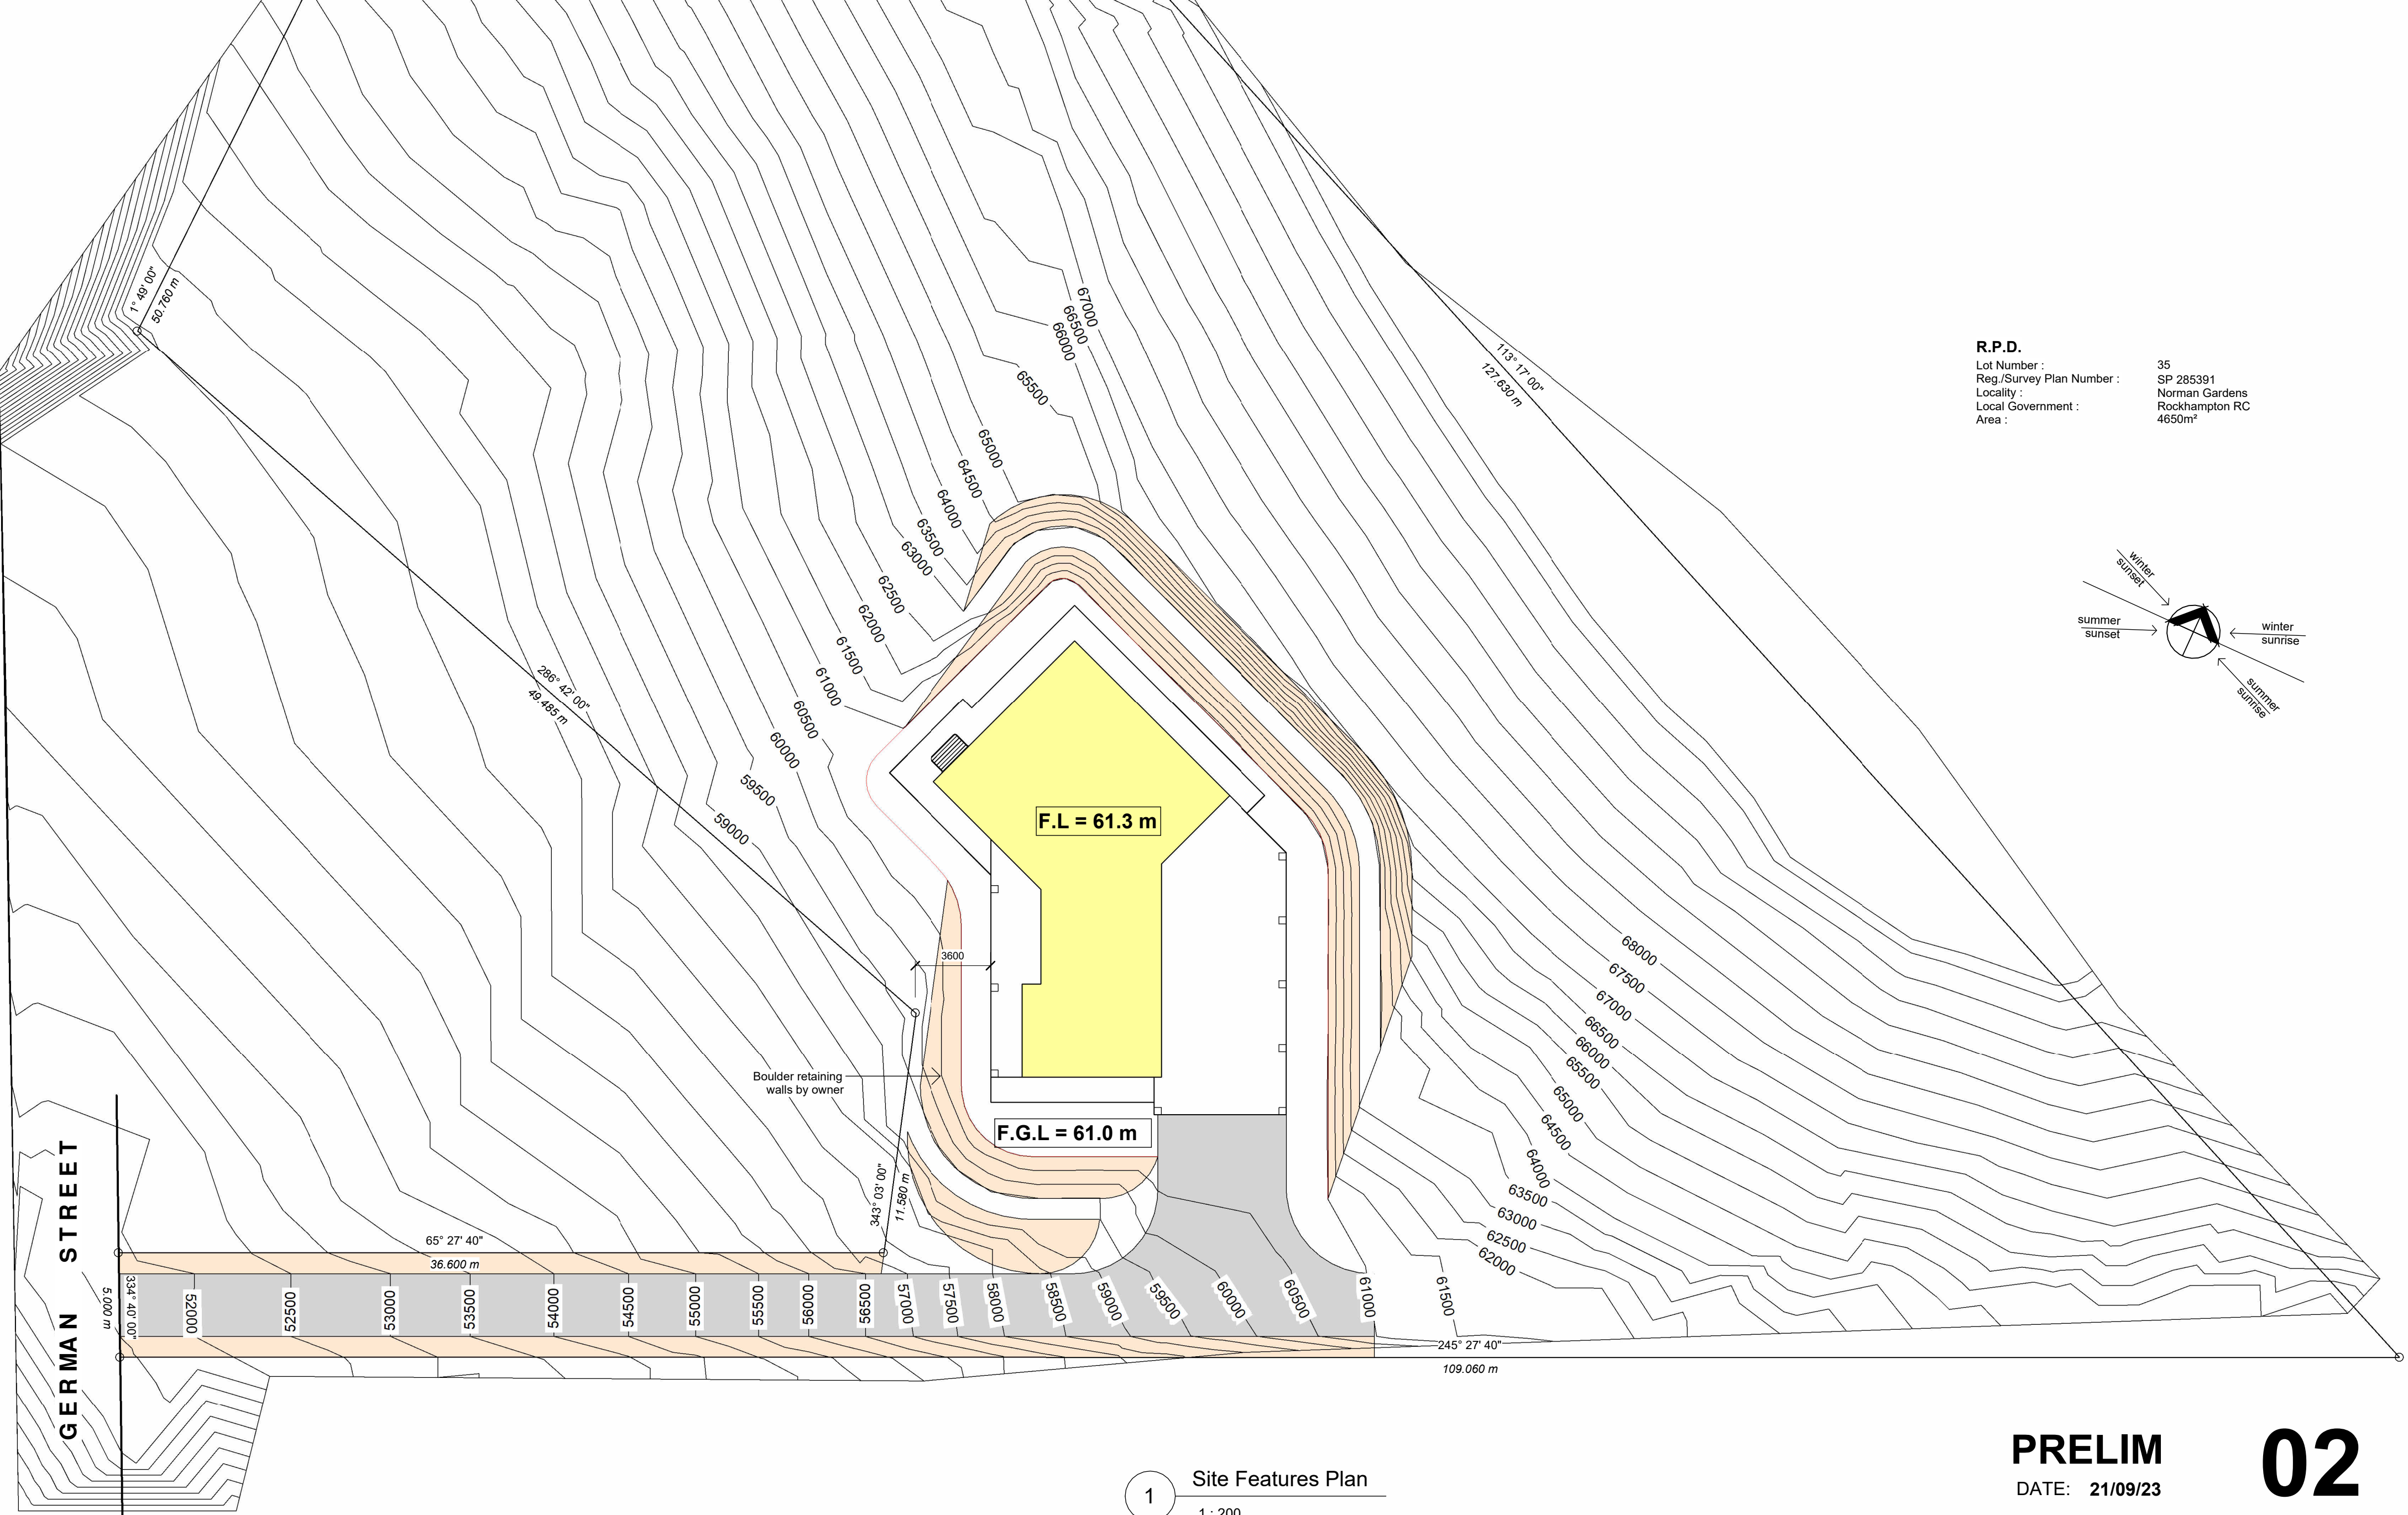 1° 49' 00"
50.760 m
67000
66500
66000
65500
65000
64500
64000
63500
63000
62500
62000
61500
61000
60500
60000
59500
59000
113° 17' 00"
127.630 m
R.P.D.
Lot Number : 35
Reg./Survey Plan Number : SP 285391
Locality : Norman Gardens
Local Government : Rockhampton RC
Area : 4650m²
winter
sunset
summer
sunset
winter
sunrise
summer
sunrise
286° 42' 00"
49.485 m
F.L = 61.3 m
3600
Boulder retaining
walls by owner
F.G.L = 61.0 m
68000
67500
67000
66500
66000
65500
65000
64500
64000
63500
63000
62500
62000
61500
343° 03' 00"
11.580 m
GERMAN STREET
65° 27' 40"
36.600 m
5.000 m
334° 40' 00"
52000
52500
53000
53500
54000
54500
55000
55500
56000
56500
57000
57500
58000
58500
59000
59500
60000
60500
61000
245° 27' 40"
109.060 m
1
Site Features Plan
1 : 200
PRELIM
DATE: 21/09/23
02